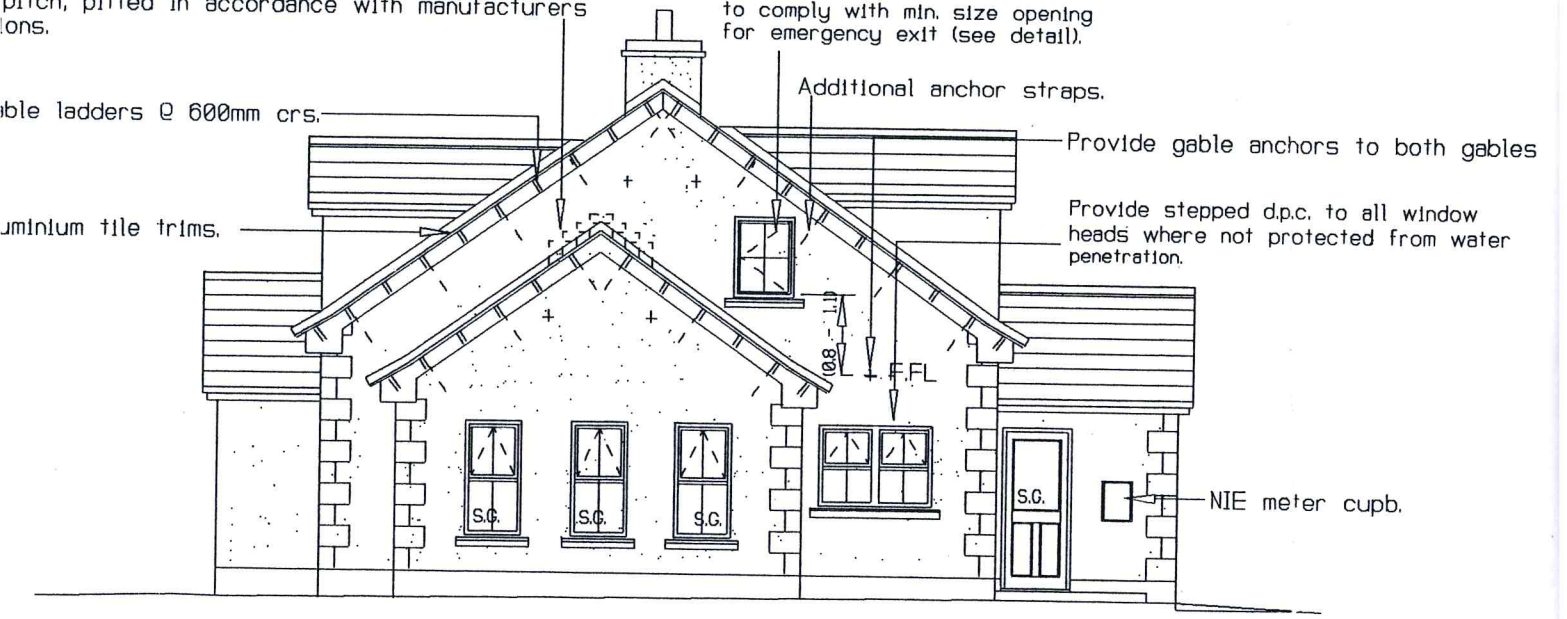 pitch, pitted in accordance with manufacturers
ions.
to comply with min. size opening
for emergency exit (see detail).
Additional anchor straps.
able ladders @ 600mm crs.
Provide gable anchors to both gables
Provide stepped d.p.c. to all window
heads where not protected from water
penetration.
uminium tile trims.
(0.8 - 1.1)
F.FL
S.G.
S.G.
S.G.
S.G.
NIE meter cupb.